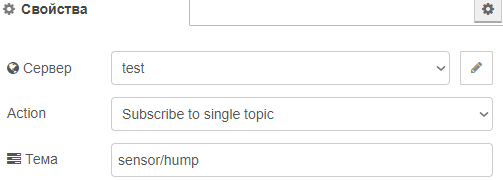 Свойства
Сервер test
Action Subscribe to single topic
Тема sensor/hump